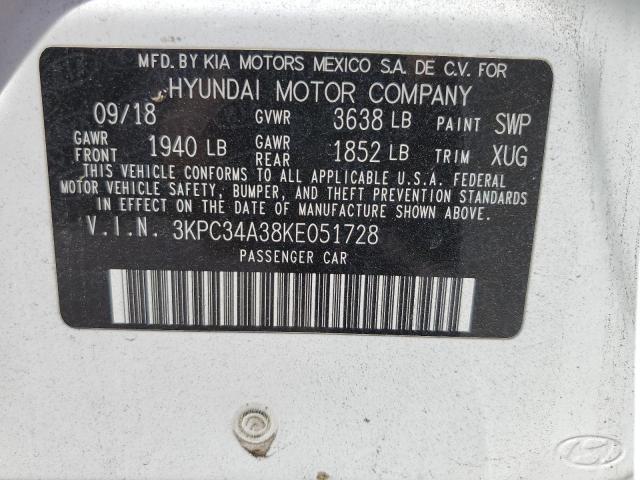 MFD. BY KIA MOTORS MEXICO S.A. DE C.V. FOR
HYUNDAI MOTOR COMPANY
09/18 GVWR 3638 LB PAINT SWP
GAWR FRONT 1940 LB GAWR REAR 1852 LB TRIM XUG
THIS VEHICLE CONFORMS TO ALL APPLICABLE U.S.A. FEDERAL
MOTOR VEHICLE SAFETY, BUMPER, AND THEFT PREVENTION STANDARDS
IN EFFECT ON THE DATE OF MANUFACTURE SHOWN ABOVE.
V.I.N. 3KPC34A38KE051728
PASSENGER CAR